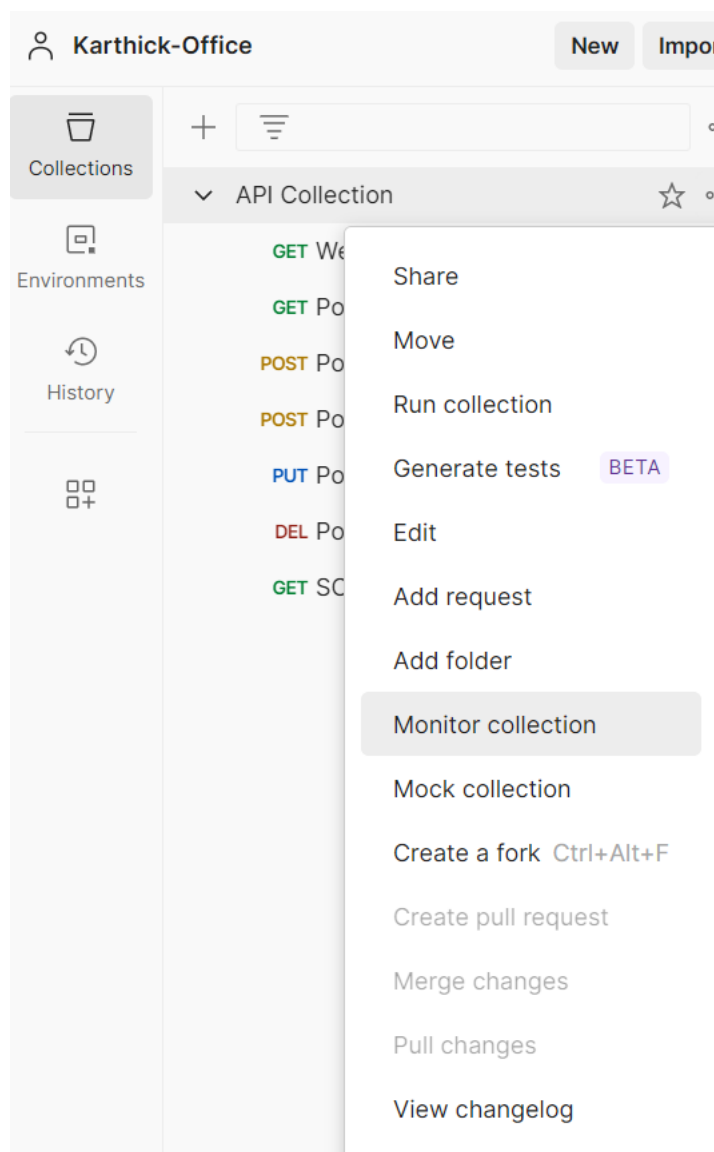 Karthick-Office
New
Impor
Collections
API Collection
Environments
History
GET We
GET Po
POST Po
POST Po
PUT Po
DEL Po
GET SO
Share
Move
Run collection
Generate tests BETA
Edit
Add request
Add folder
Monitor collection
Mock collection
Create a fork Ctrl+Alt+F
Create pull request
Merge changes
Pull changes
View changelog